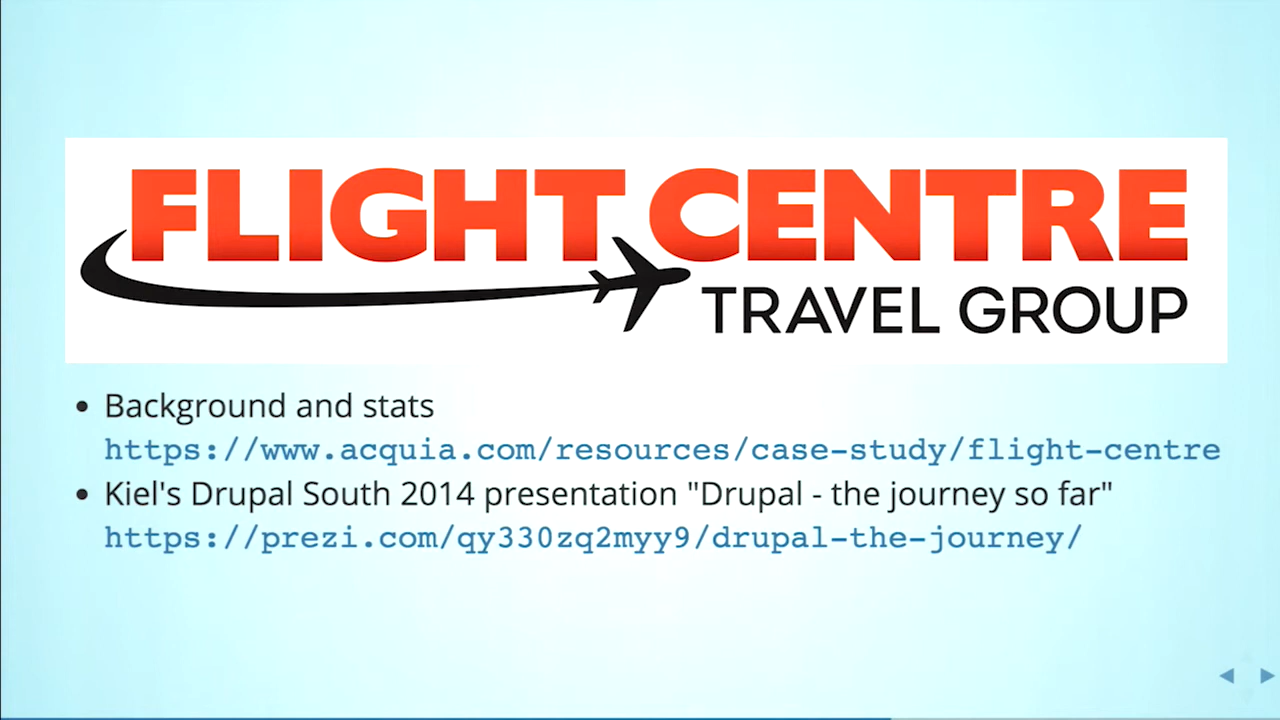 FLIGHT CENTRE
TRAVEL GROUP
• Background and stats
https://www.acquia.com/resources/case-study/flight-centre
• Kiel's Drupal South 2014 presentation "Drupal - the journey so far"
https://prezi.com/qy330zq2myy9/drupal-the-journey/